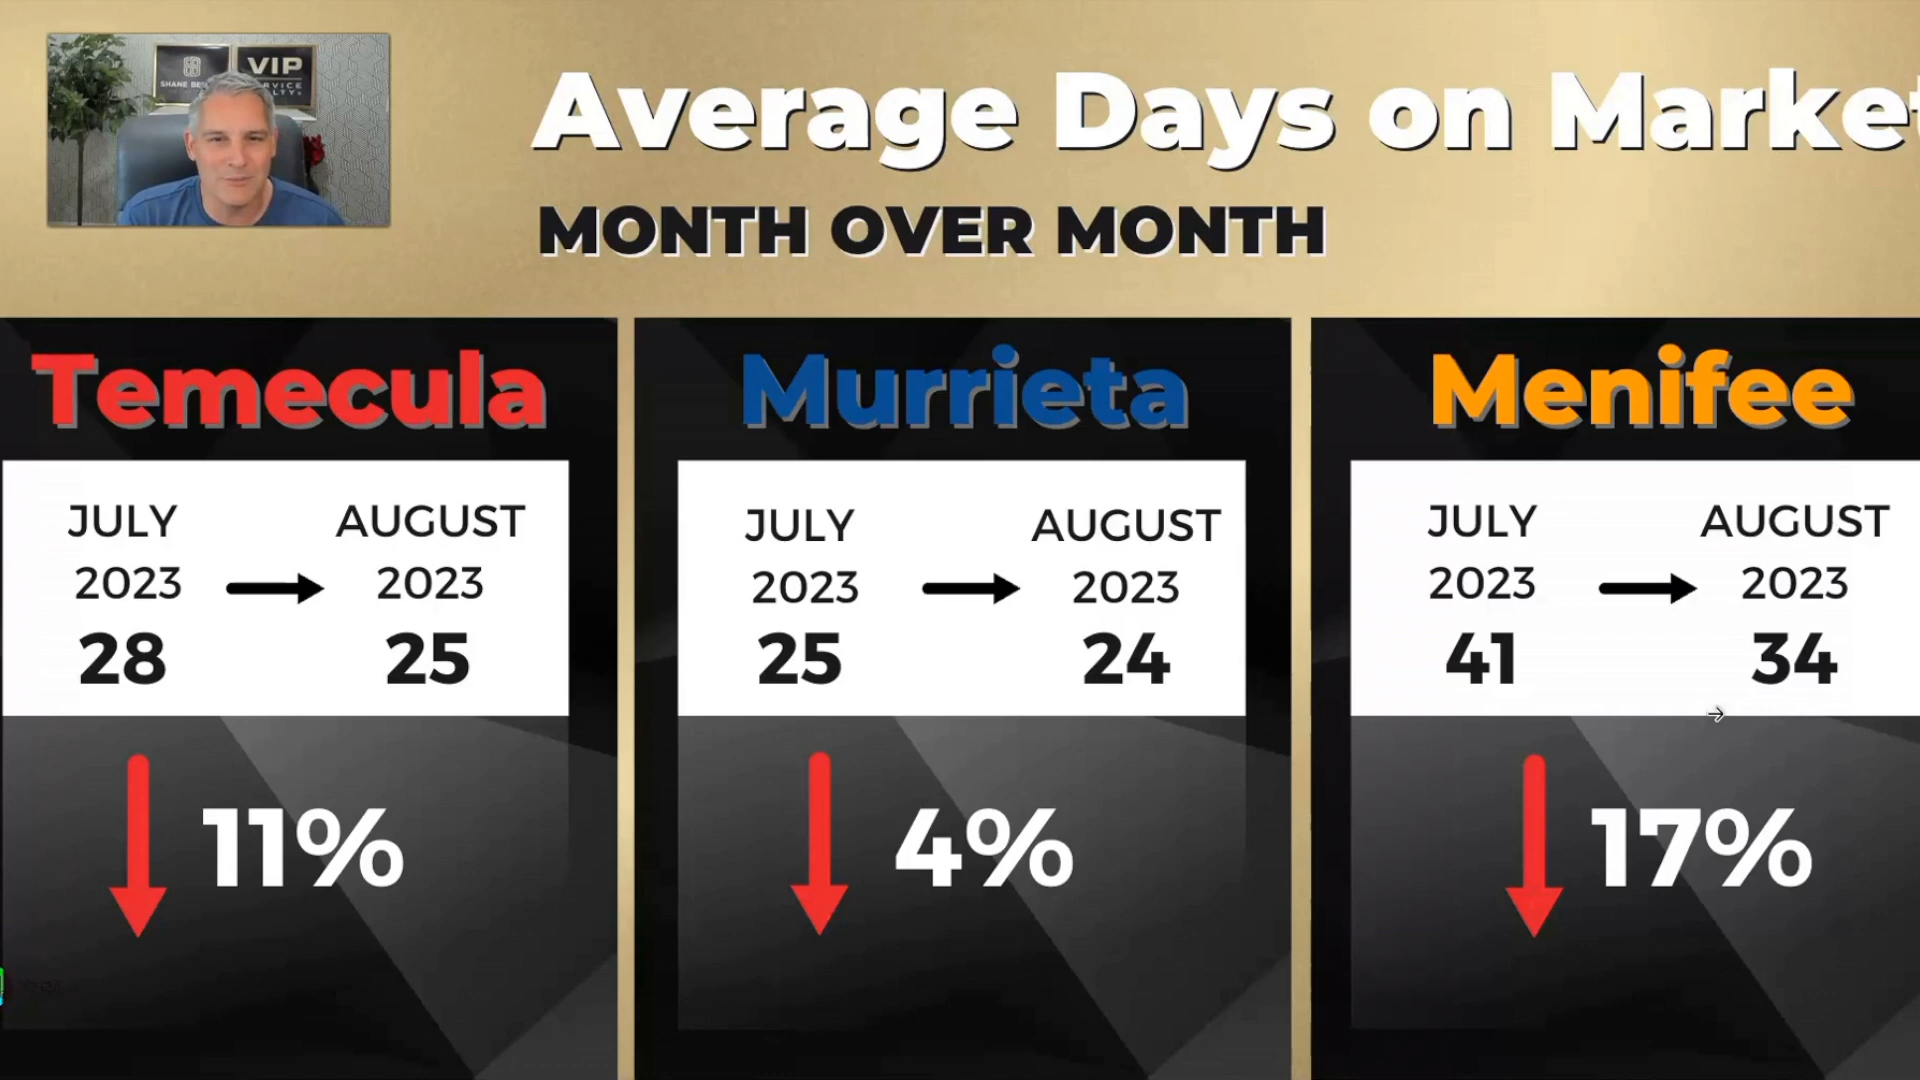 VIP
SHANE
Average Days on Market
MONTH OVER MONTH
Temecula
JULY
2023
28
AUGUST
2023
25
11%
Murrieta
JULY
2023
25
AUGUST
2023
24
4%
Menifee
JULY
2023
41
AUGUST
2023
34
17%